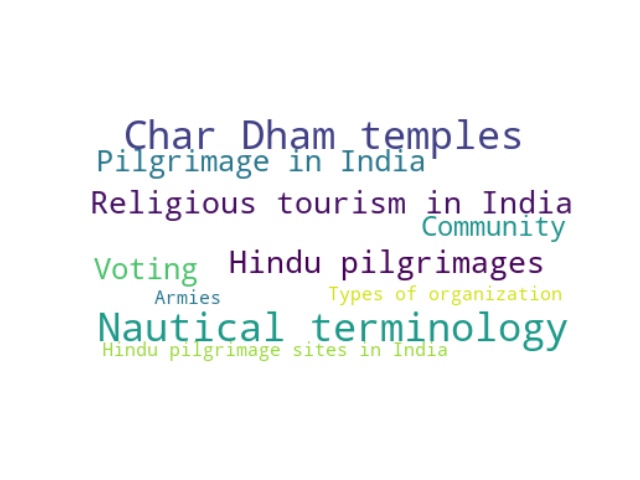 Char Dham temples
Pilgrimage in India
Religious tourism in India
Community
Voting
Hindu pilgrimages
Armies
Types of organization
Nautical terminology
Hindu pilgrimage sites in India